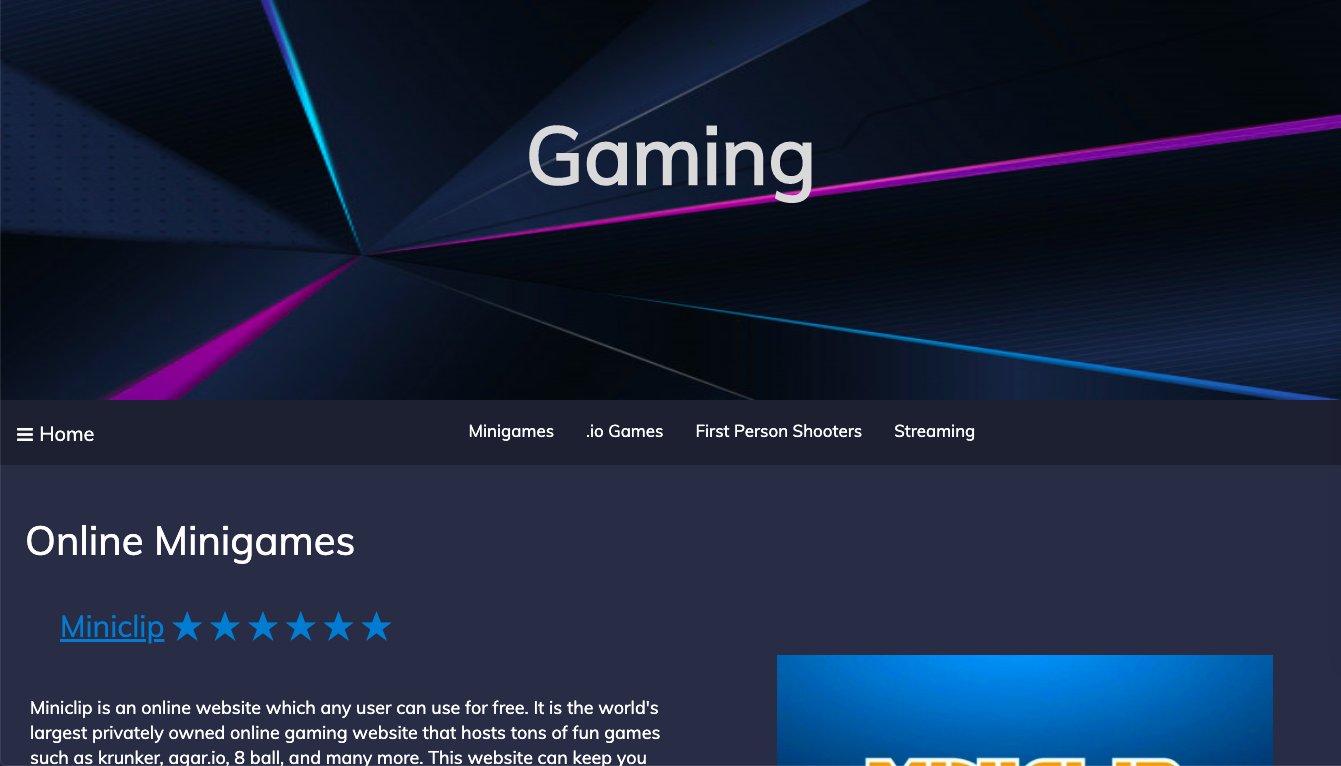 Gaming
Home
Minigames .io Games First Person Shooters Streaming
Online Minigames
Miniclip
Miniclip is an online website which any user can use for free. It is the world's
largest privately owned online gaming website that hosts tons of fun games
such as krunker, agar.io, 8 ball, and many more. This website can keep you
MINICLIP